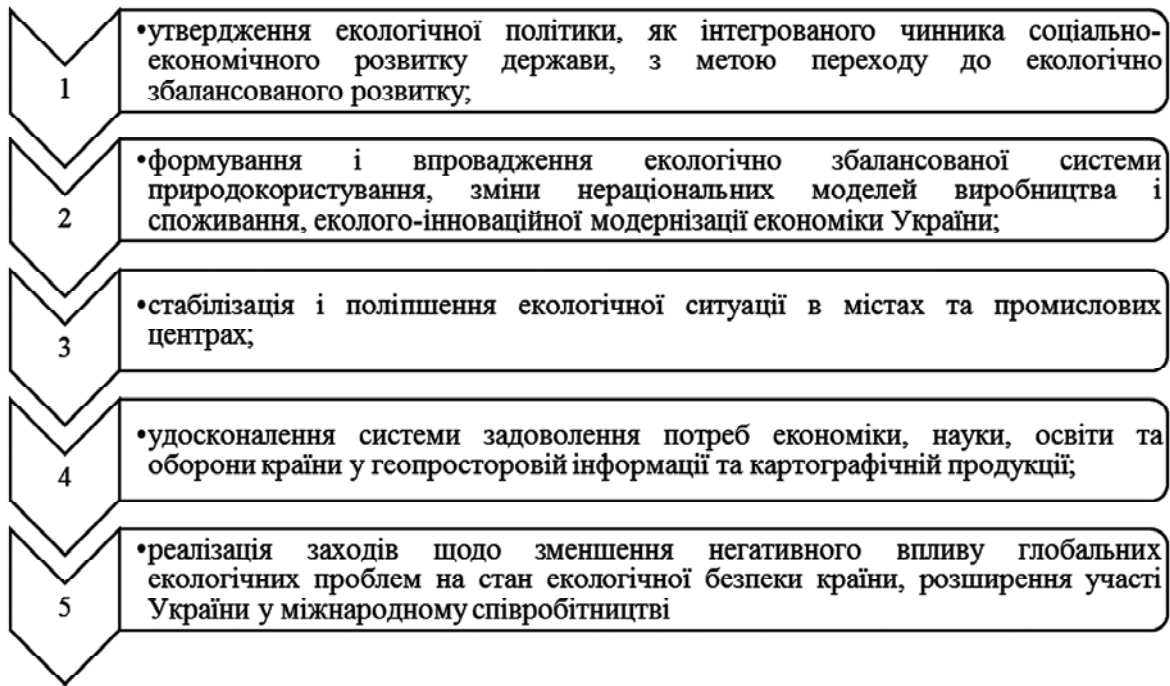 1
•утвердження екологічної політики, як інтегрованого чинника соціально-
економічного розвитку держави, з метою переходу до екологічно
збалансованого розвитку;
2
•формування і впровадження екологічно збалансованої системи
природокористування, зміни нераціональних моделей виробництва і
споживання, еколого-інноваційної модернізації економіки України;
3
•стабілізація і поліпшення екологічної ситуації в містах та промислових
центрах;
4
•удосконалення системи задоволення потреб економіки, науки, освіти та
оборони країни у геопросторовій інформації та картографічній продукції;
5
•реалізація заходів щодо зменшення негативного впливу глобальних
екологічних проблем на стан екологічної безпеки країни, розширення участі
України у міжнародному співробітництві